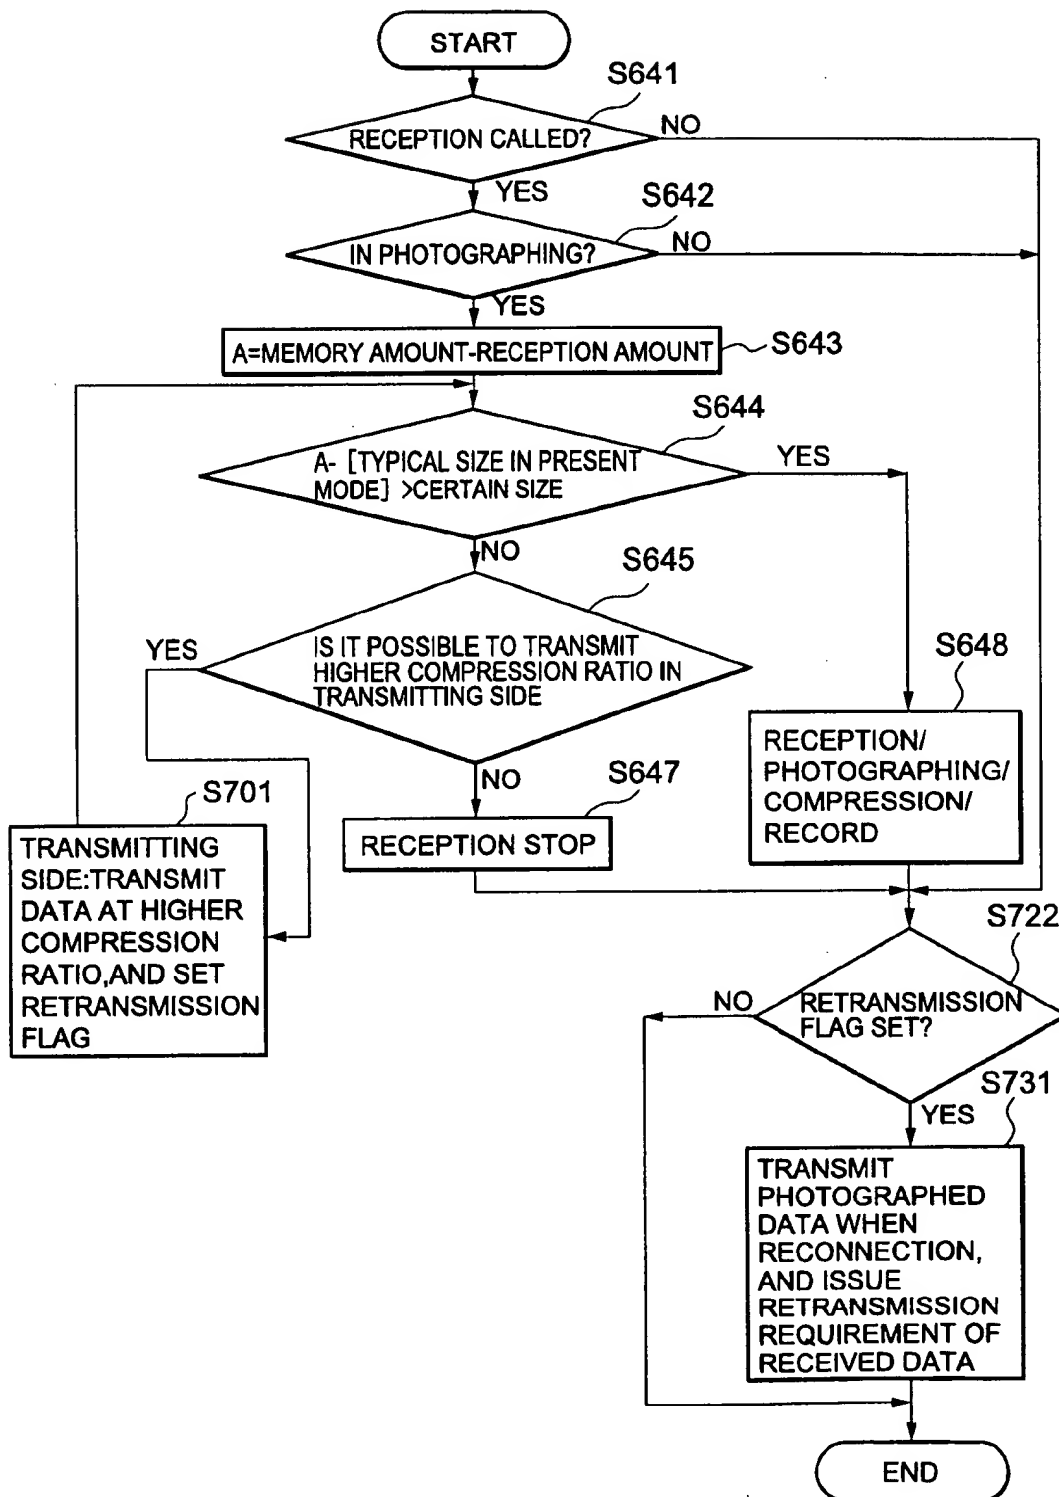 START
S641
RECEPTION CALLED?
NO
YES
S642
IN PHOTOGRAPHING?
NO
YES
A=MEMORY AMOUNT-RECEPTION AMOUNT
S643
S644
A- [TYPICAL SIZE IN PRESENT
MODE] >CERTAIN SIZE
YES
NO
S645
YES
IS IT POSSIBLE TO TRANSMIT
HIGHER COMPRESSION RATIO IN
TRANSMITTING SIDE
NO
S648
RECEPTION/
PHOTOGRAPHING/
COMPRESSION/
RECORD
S647
RECEPTION STOP
S701
TRANSMITTING
SIDE:TRANSMIT
DATA AT HIGHER
COMPRESSION
RATIO,AND SET
RETRANSMISSION
FLAG
S722
NO
RETRANSMISSION
FLAG SET?
YES
S731
TRANSMIT
PHOTOGRAPHED
DATA WHEN
RECONNECTION,
AND ISSUE
RETRANSMISSION
REQUIREMENT OF
RECEIVED DATA
END